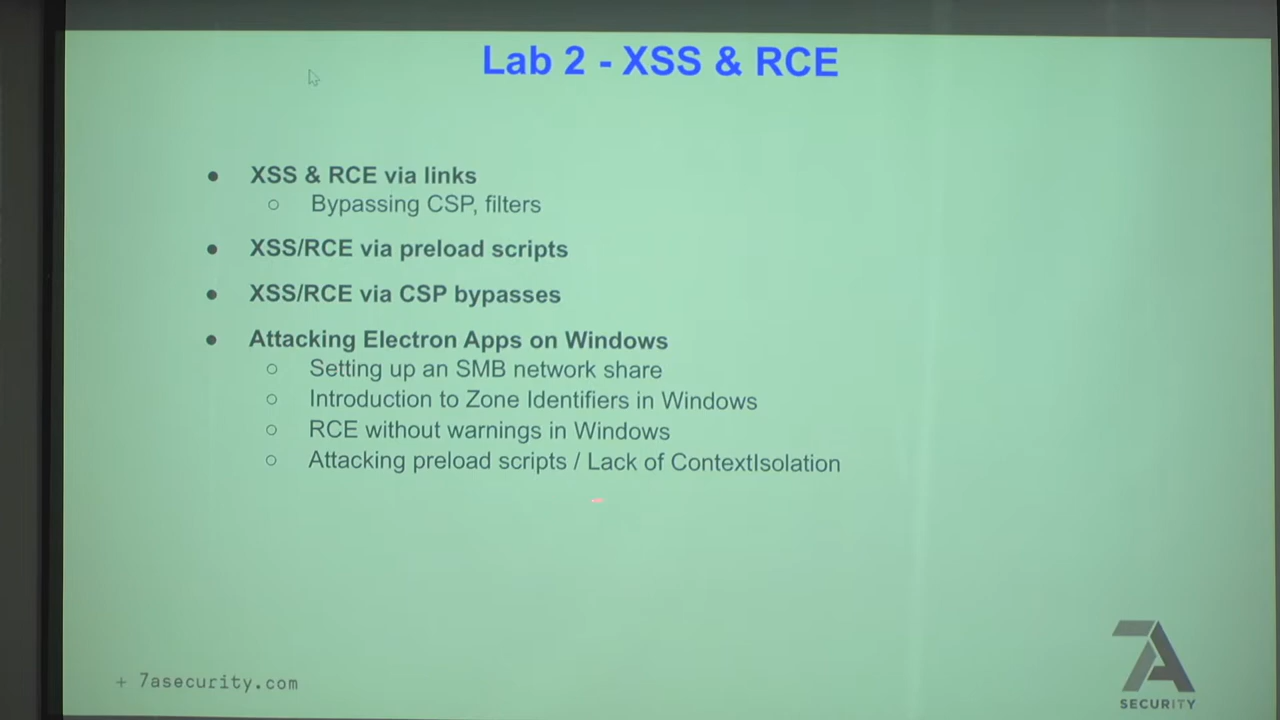 Lab 2 - XSS & RCE
● XSS & RCE via links
○ Bypassing CSP, filters
● XSS/RCE via preload scripts
● XSS/RCE via CSP bypasses
● Attacking Electron Apps on Windows
○ Setting up an SMB network share
○ Introduction to Zone Identifiers in Windows
○ RCE without warnings in Windows
○ Attacking preload scripts / Lack of ContextIsolation
+ 7asecurity.com
7A
SECURITY